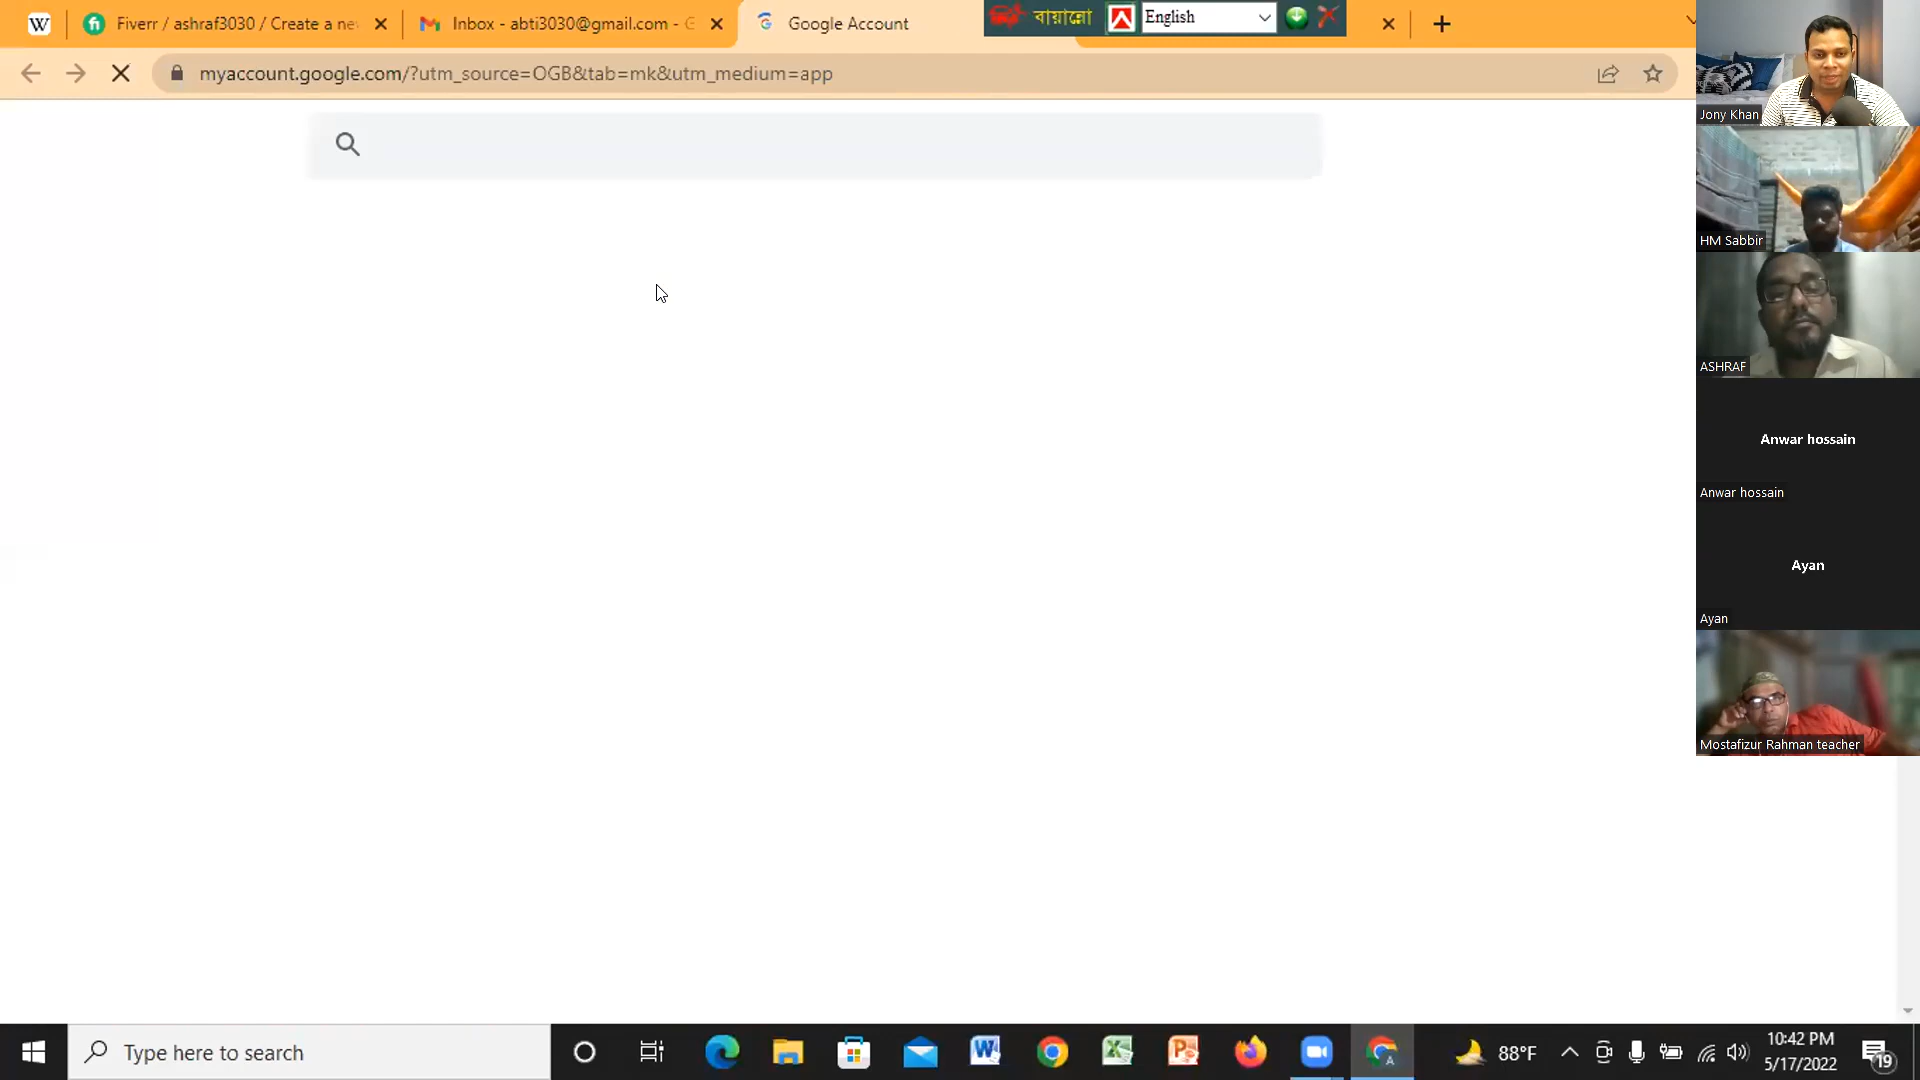 W
Fiverr / ashraf3030 / Create a ne
Inbox - abti3030@gmail.com - G
Google Account
বায়ান্নো
English
myaccount.google.com/?utm_source=OGB&tab=mk&utm_medium=app
Jony Khan
HM Sabbir
ASHRAF
Anwar hossain
Anwar hossain
Ayan
Ayan
Mostafizur Rahman teacher
Type here to search
88°F
10:42 PM
5/17/2022
19